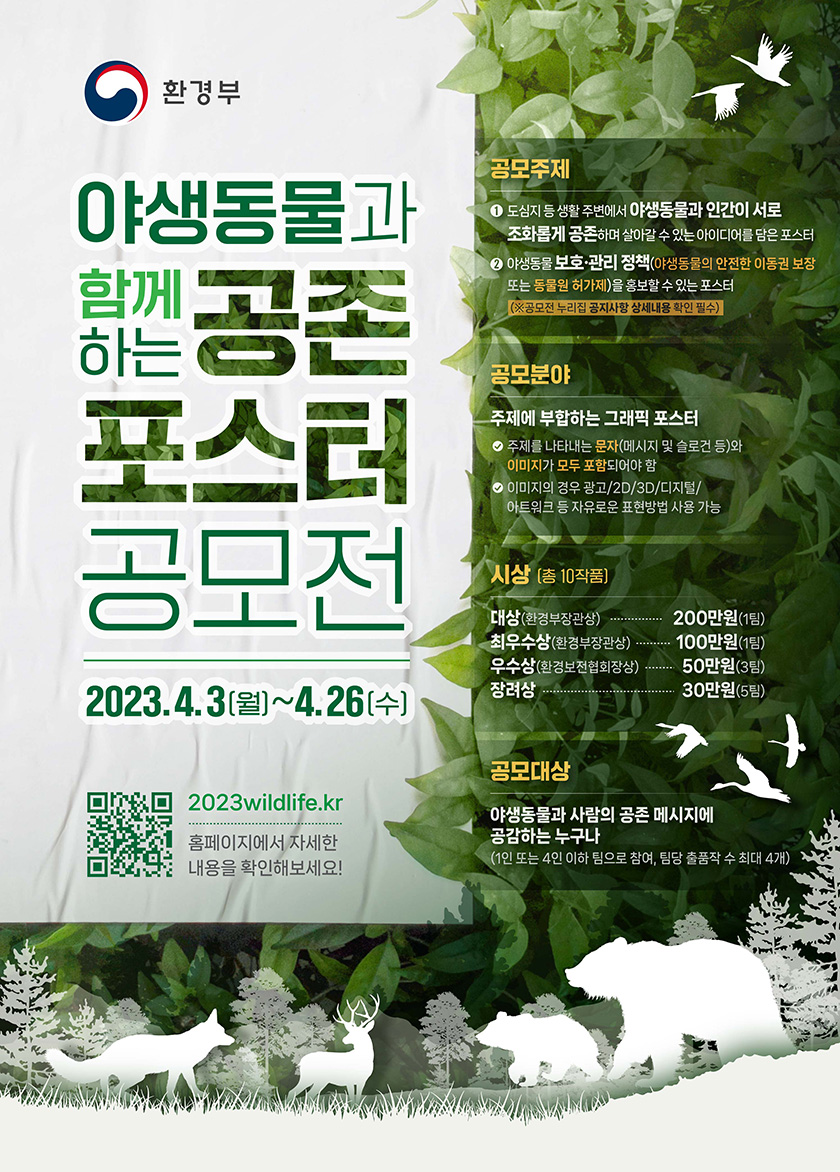 환경부
야생동물과
함께
하는 공존
포스터
공모전
2023.4.3(월)~4.26(수)
2023wildlife.kr
홈페이지에서 자세한
내용을 확인해보세요!
공모주제
❶ 도심지 등 생활 주변에서 야생동물과 인간이 서로
조화롭게 공존하며 살아갈 수 있는 아이디어를 담은 포스터
❷ 야생동물 보호·관리 정책(야생동물의 안전한 이동권 보장
또는 동물원 허가제)을 홍보할 수 있는 포스터
(※공모전 누리집 공지사항 상세내용 확인 필수)
공모분야
주제에 부합하는 그래픽 포스터
주제를 나타내는 문자(메시지 및 슬로건 등)와
이미지가 모두 포함되어야 함
이미지의 경우 광고/2D/3D/디지털/
아트워크 등 자유로운 표현방법 사용 가능
시상 (총 10작품)
대상(환경부장관상) ············ 200만원(1팀)
최우수상(환경부장관상) ········ 100만원(1팀)
우수상(환경보전협회장상) ······ 50만원(3팀)
장려상 ······························ 30만원(5팀)
공모대상
야생동물과 사람의 공존 메시지에
공감하는 누구나
(1인 또는 4인 이하 팀으로 참여, 팀당 출품작 수 최대 4개)